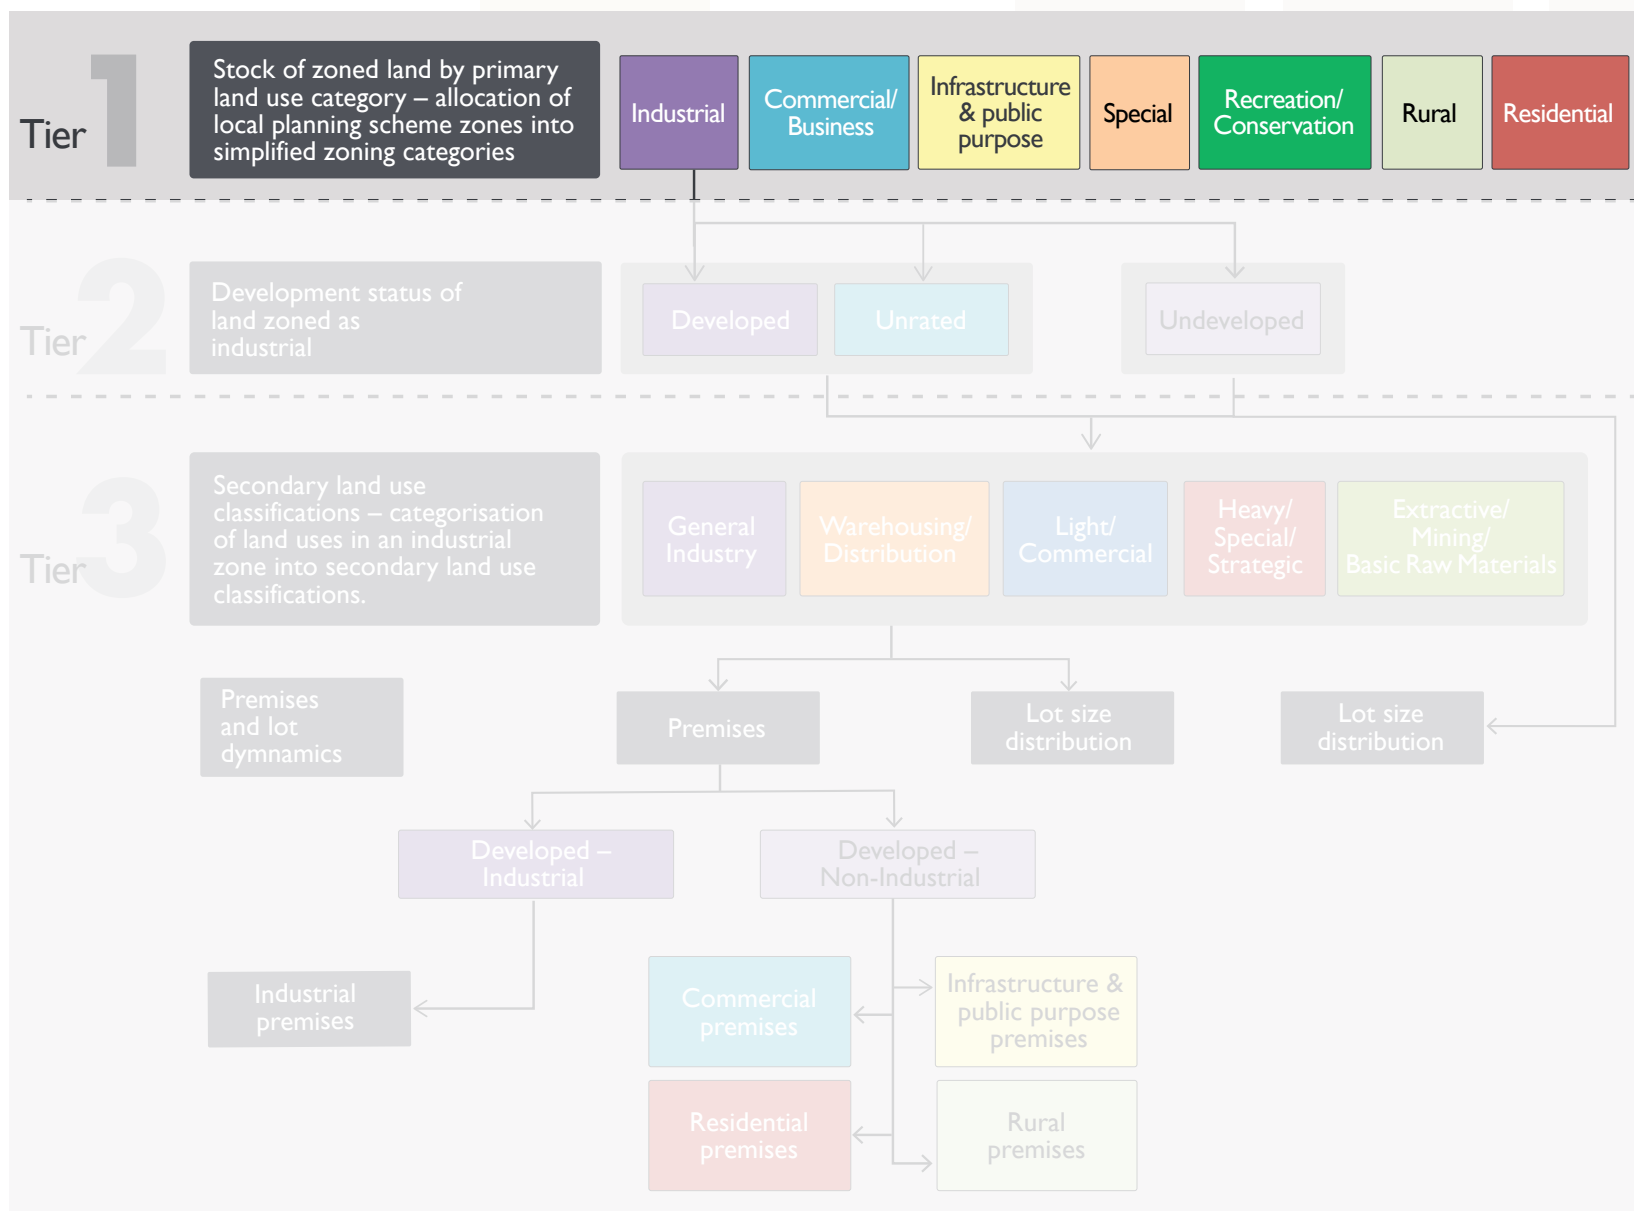 Tier 1
Stock of zoned land by primary
land use category – allocation of
local planning scheme zones into
simplified zoning categories
Industrial
Commercial/
Business
Infrastructure
& public
purpose
Special
Recreation/
Conservation
Rural
Residential
Tier 2
Development status of
land zoned as
industrial
Developed
Unrated
Undeveloped
Tier 3
Secondary land use
classifications – categorisation
of land uses in an industrial
zone into secondary land use
classifications.
General
Industry
Warehousing/
Distribution
Light/
Commercial
Heavy/
Special/
Strategic
Extractive/
Mining/
Basic Raw Materials
Premises
and lot
dymnamics
Premises
Lot size
distribution
Lot size
distribution
Developed –
Industrial
Developed –
Non-Industrial
Industrial
premises
Commercial
premises
Infrastructure &
public purpose
premises
Residential
premises
Rural
premises